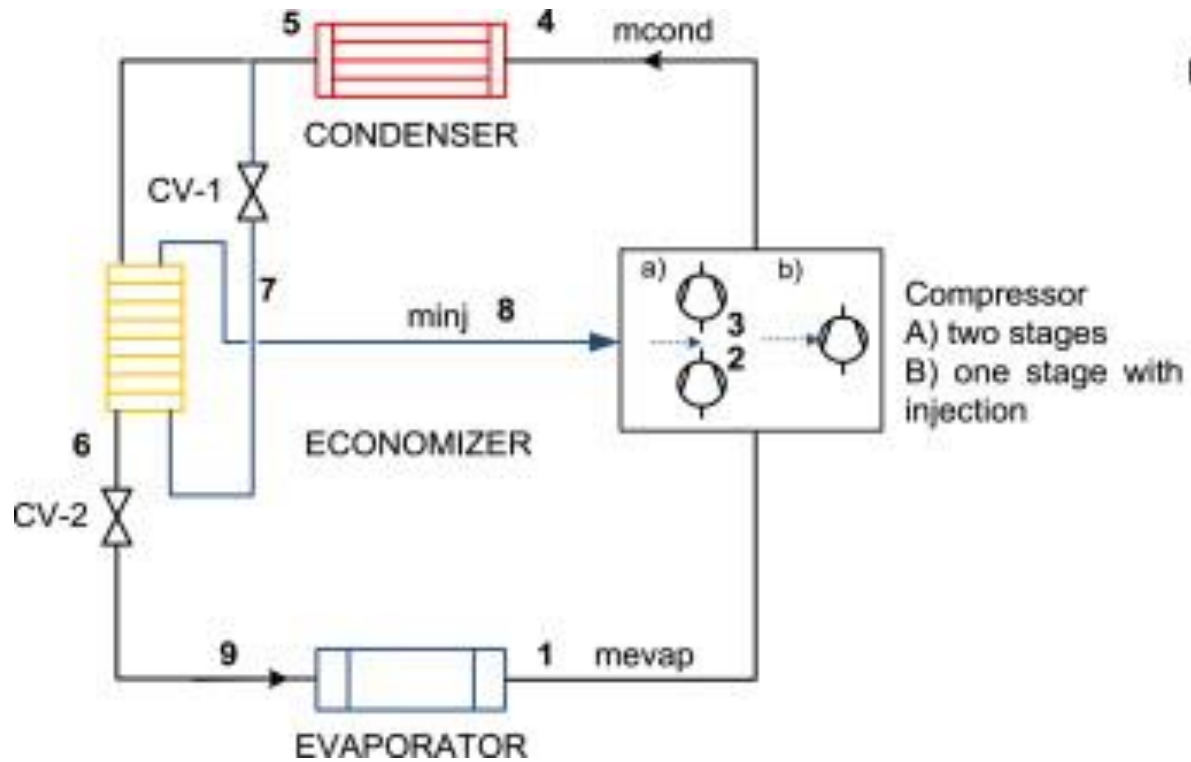 5
4
mcond
CONDENSER
CV-1
7
minj
8
a)
b)
3
2
Compressor
A) two stages
B) one stage with
injection
6
ECONOMIZER
CV-2
9
1
mevap
EVAPORATOR